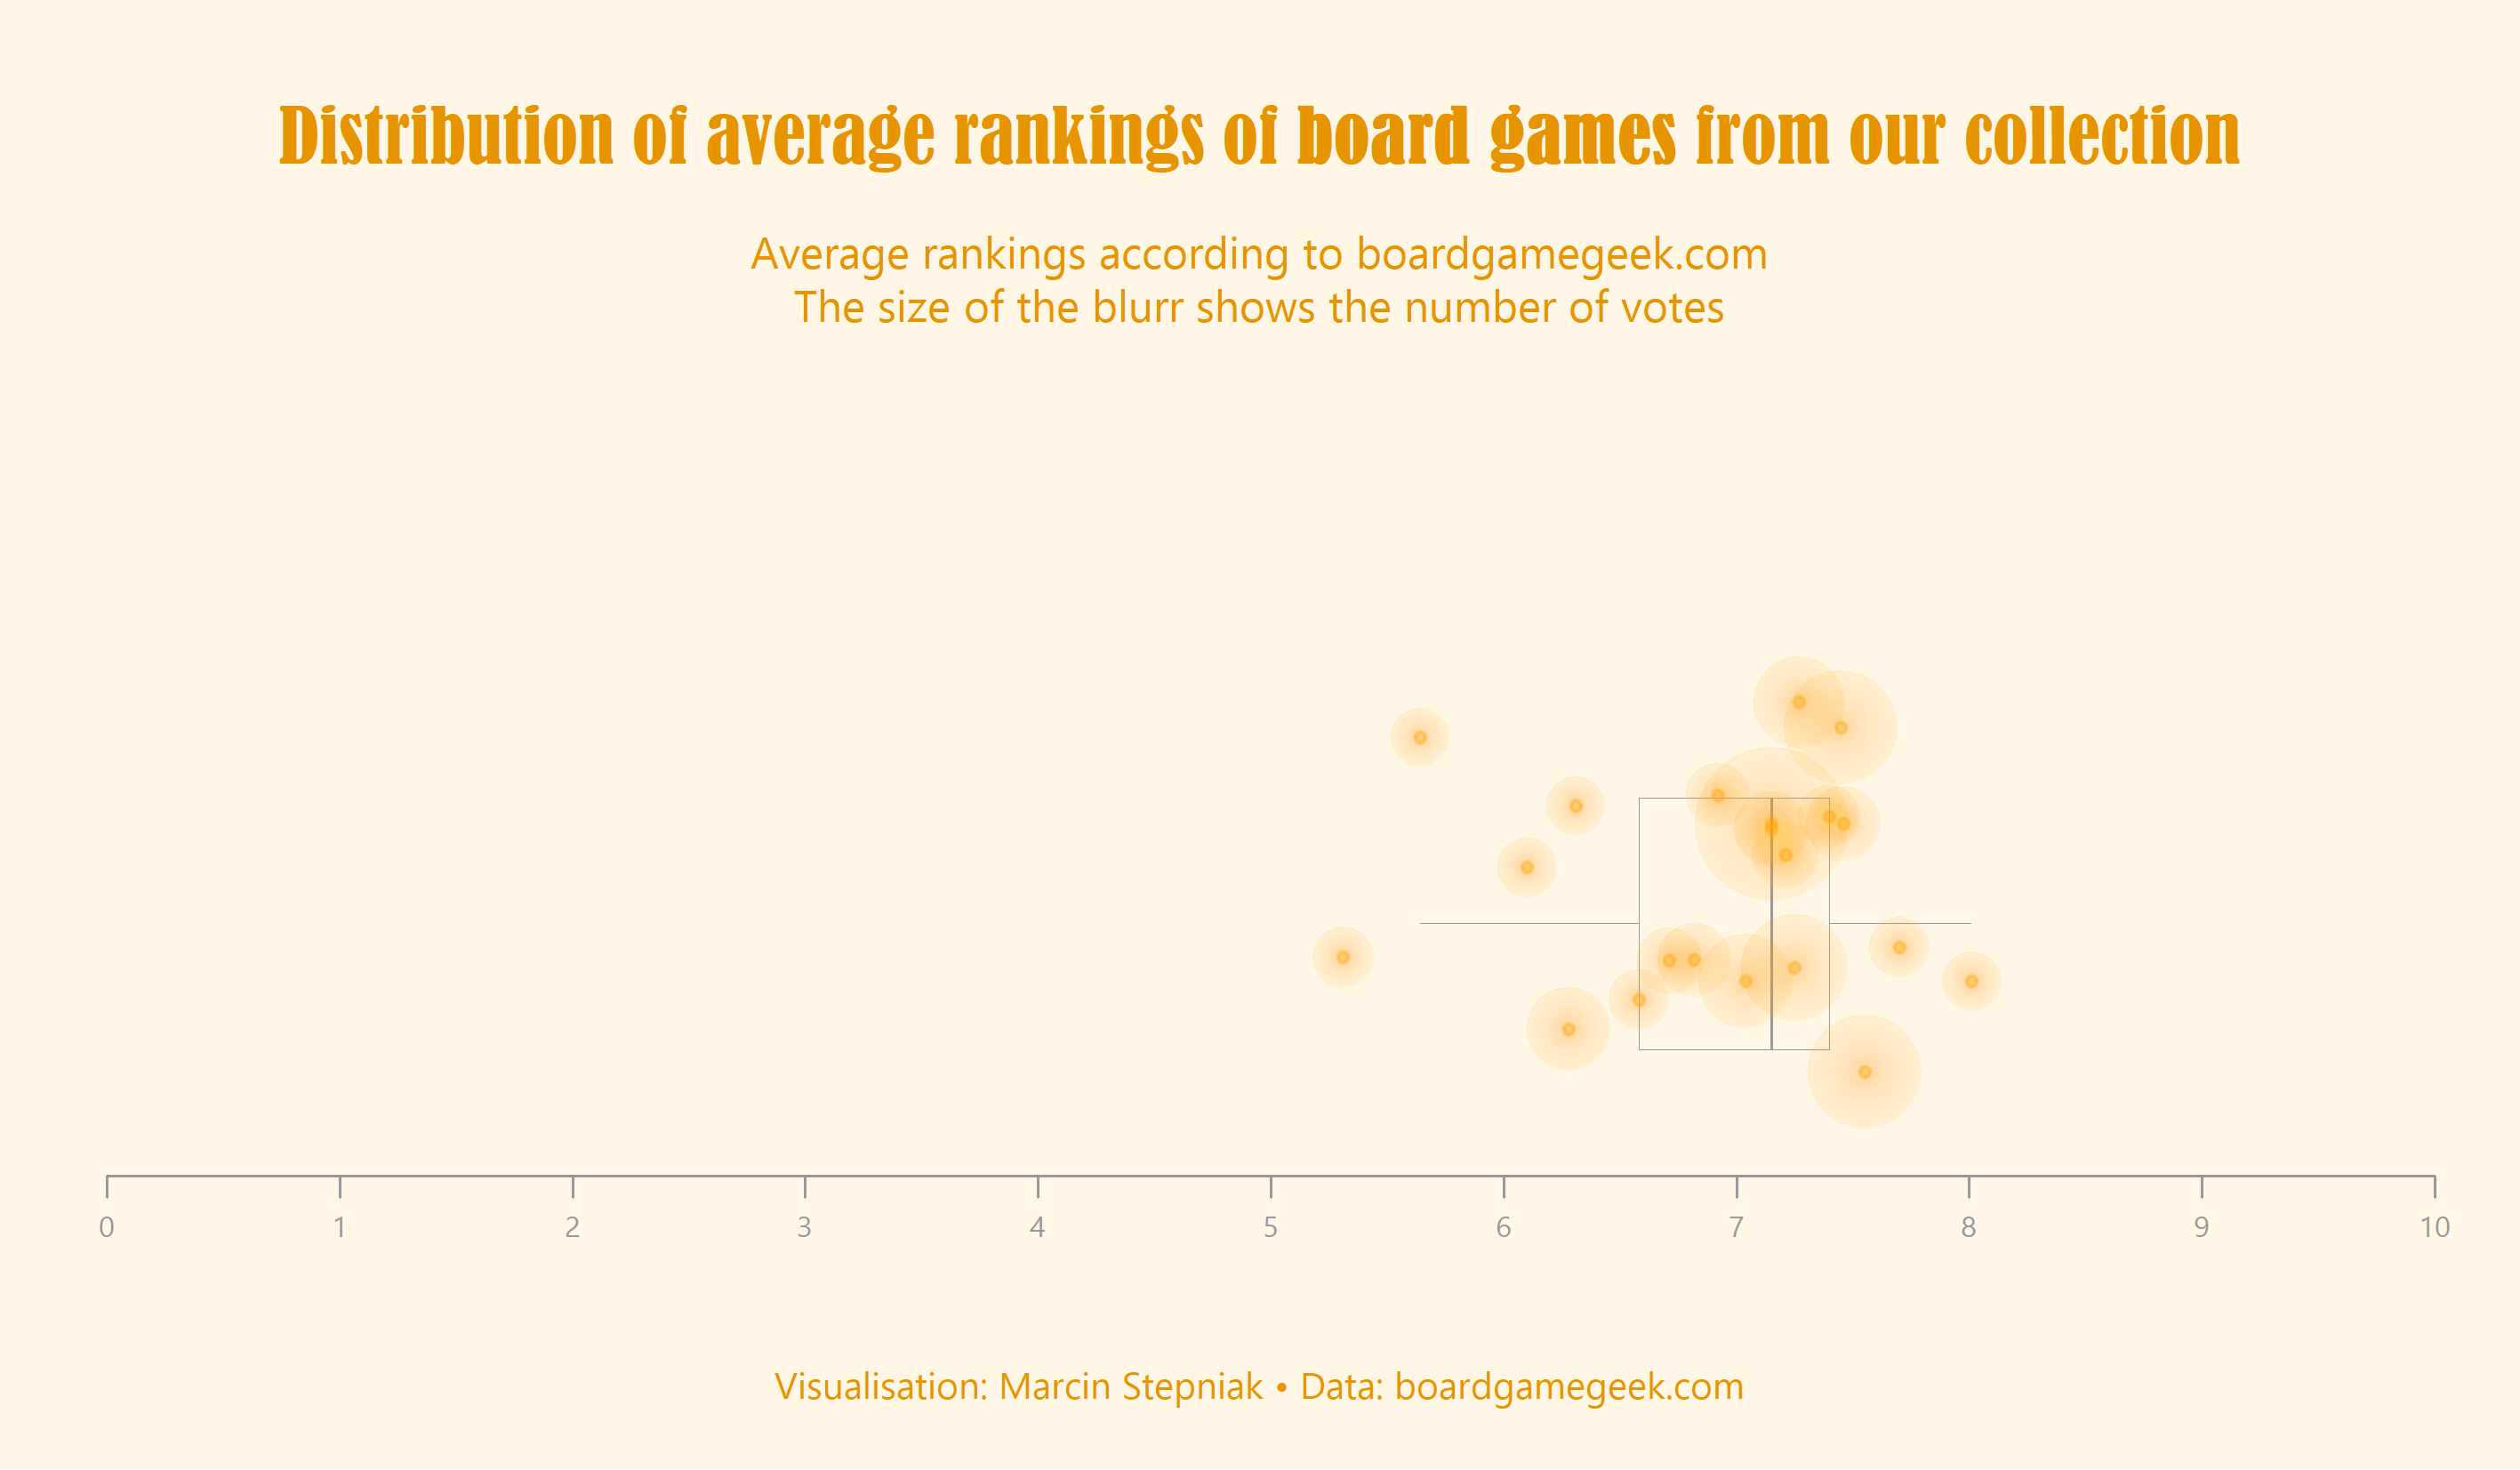 Distribution of average rankings of board games from our collection
Average rankings according to boardgamegeek.com
The size of the blurr shows the number of votes
0 1 2 3 4 5 6 7 8 9 10
Visualisation: Marcin Stepniak • Data: boardgamegeek.com